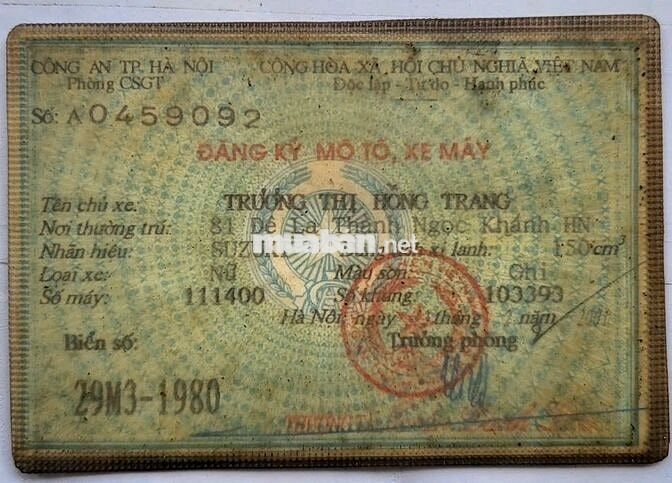 CÔNG AN TP. HÀ NỘI
Phòng CSGT
CỘNG HÒA XÃ HỘI CHỦ NGHĨA VIỆT NAM
Độc lập - Tự do - Hạnh phúc
Số: A 0459092
ĐĂNG KÝ MÔ TÔ, XE MÁY
Tên chủ xe: TRƯƠNG THỊ HỒNG TRANG
Nơi thường trú: 81 Đê La Thành Ngọc Khánh HN
Nhãn hiệu: SUZUKI xi lanh: 150 cm³
muaban.net
Loại xe: Nữ Màu sơn: Ghi
Số máy: 111400 Số khung: 103393
Hà Nội, ngày tháng năm
Biển số: Trưởng phòng
29M3-1980